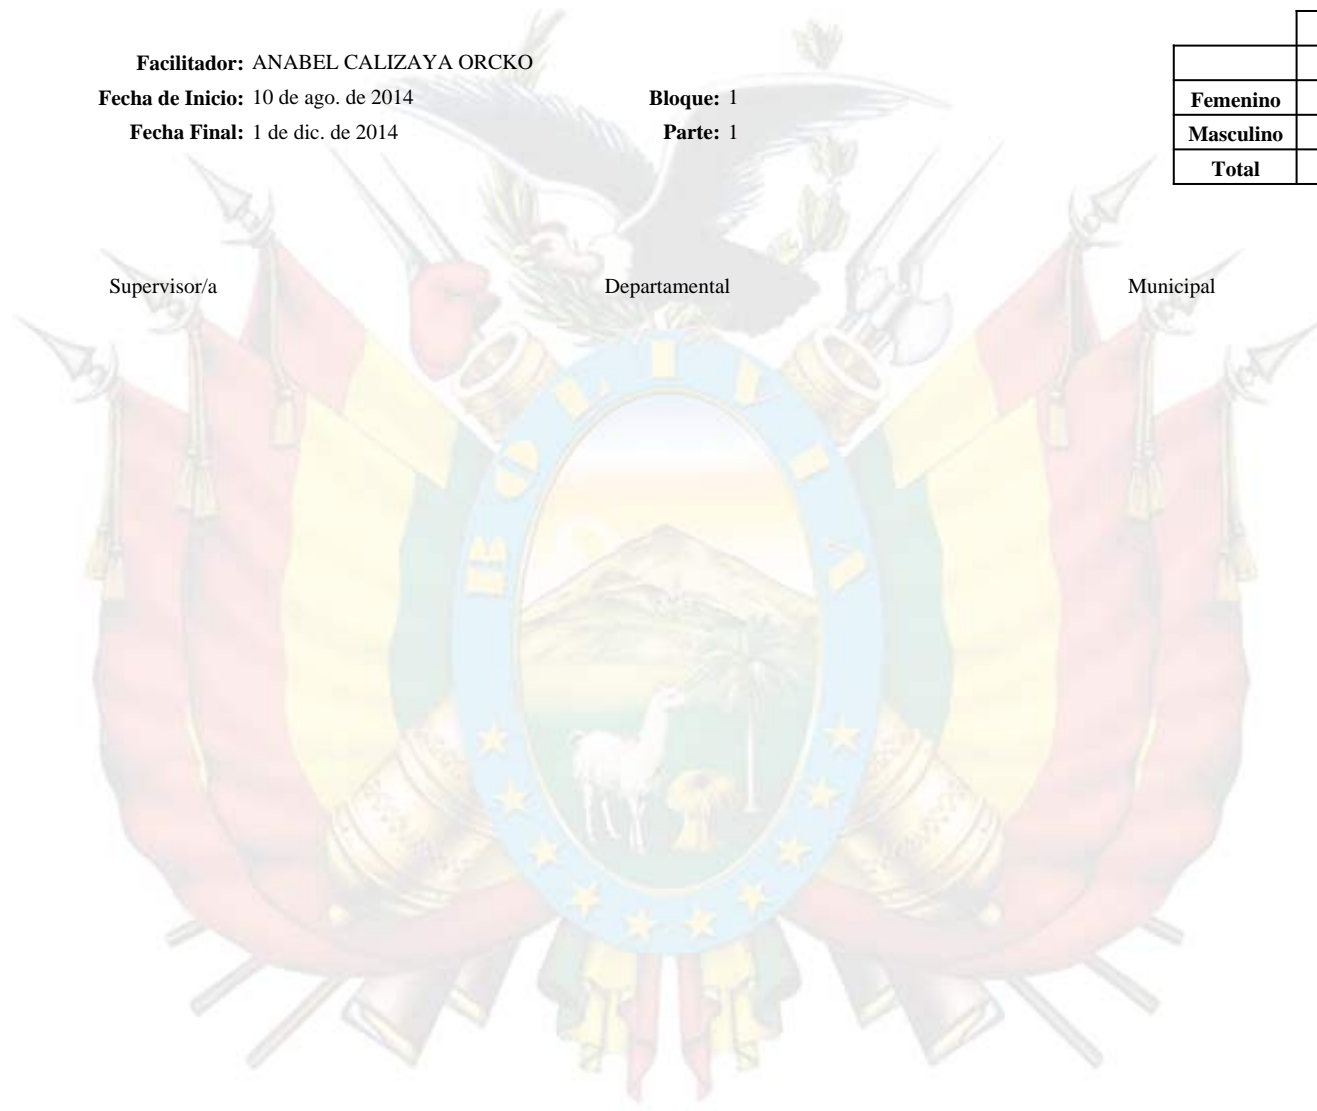 Facilitador: ANABEL CALIZAYA ORCKO
Fecha de Inicio: 10 de ago. de 2014 Bloque: 1
Femenino
Fecha Final: 1 de dic. de 2014 Parte: 1
Masculino
Total
Supervisor/a Departamental Municipal
BOLIVIA